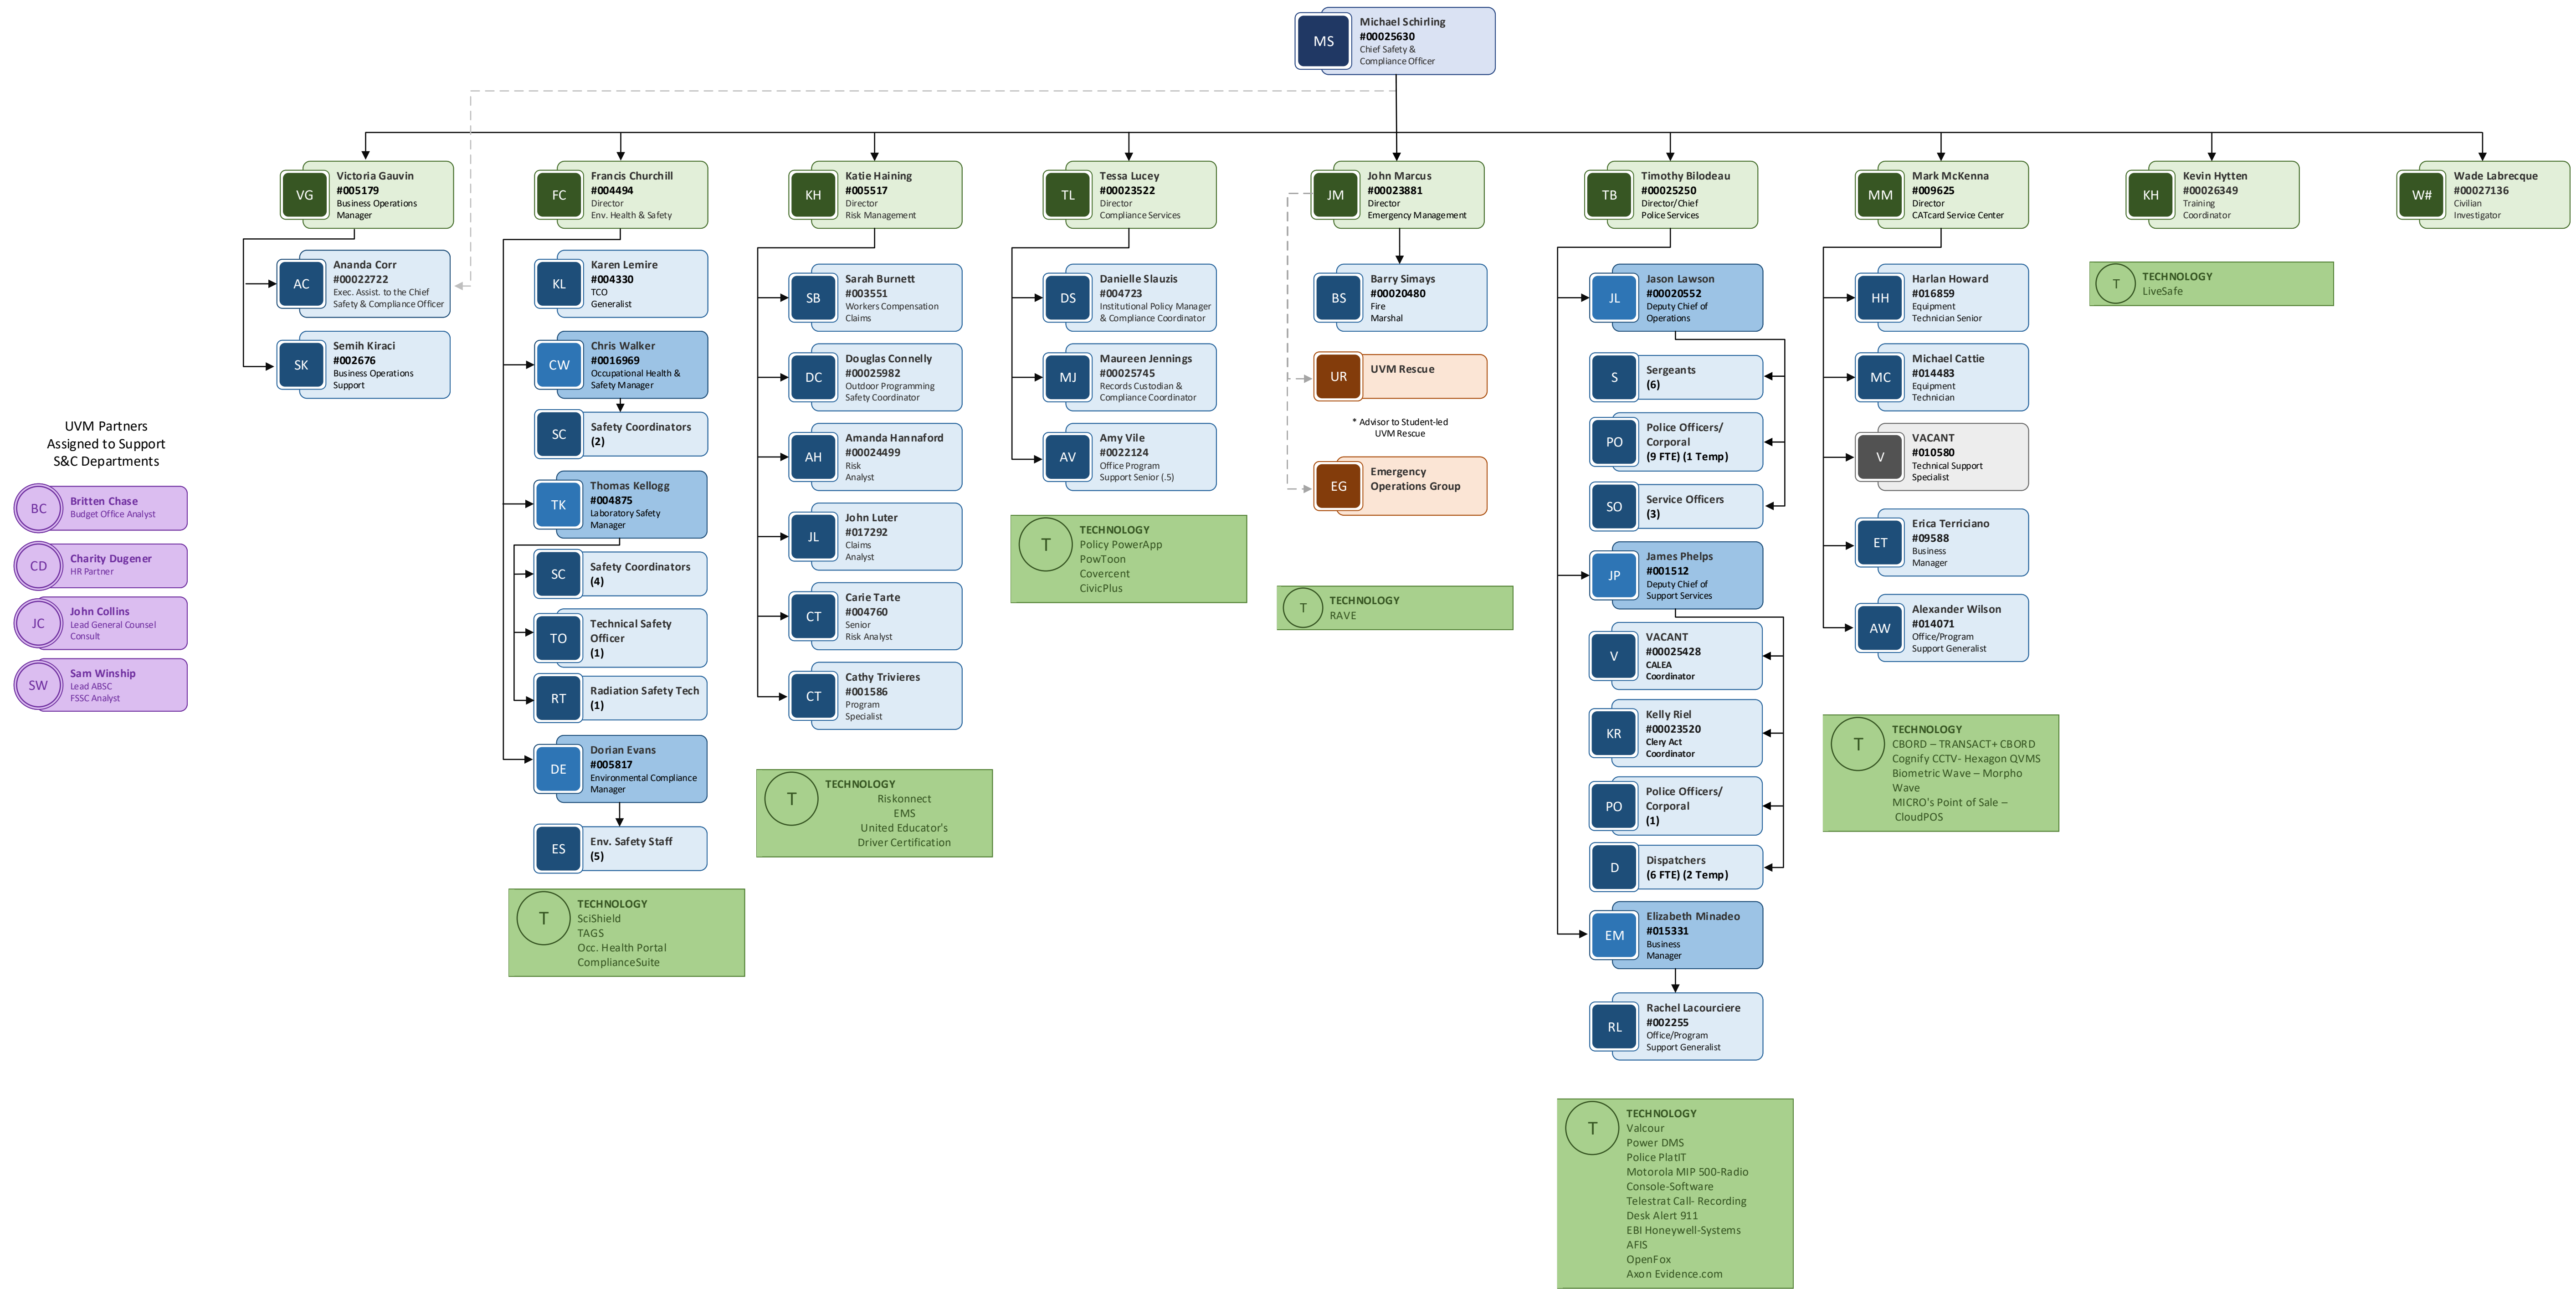 MS
Michael Schirling
#00025630
Chief Safety &
Compliance Officer
VG
Victoria Gauvin
#005179
Business Operations
Manager
AC
Ananda Corr
#00022722
Exec. Assist. to the Chief
Safety & Compliance Officer
SK
Semih Kiraci
#002676
Business Operations
Support
UVM Partners
Assigned to Support
S&C Departments
BC
Britten Chase
Budget Office Analyst
CD
Charity Dugener
HR Partner
JC
John Collins
Lead General Counsel
Consult
SW
Sam Winship
Lead ABSC
FSSC Analyst
FC
Francis Churchill
#004494
Director
Env. Health & Safety
KL
Karen Lemire
#004330
TCO
Generalist
CW
Chris Walker
#0016969
Occupational Health &
Safety Manager
SC
Safety Coordinators
(2)
TK
Thomas Kellogg
#004875
Laboratory Safety
Manager
SC
Safety Coordinators
(4)
TO
Technical Safety
Officer
(1)
RT
Radiation Safety Tech
(1)
DE
Dorian Evans
#005817
Environmental Compliance
Manager
ES
Env. Safety Staff
(5)
T
TECHNOLOGY
SciShield
TAGS
Occ. Health Portal
ComplianceSuite
KH
Katie Haining
#005517
Director
Risk Management
SB
Sarah Burnett
#003551
Workers Compensation
Claims
DC
Douglas Connelly
#00025982
Outdoor Programming
Safety Coordinator
AH
Amanda Hannaford
#00024499
Risk
Analyst
JL
John Luter
#017292
Claims
Analyst
CT
Carie Tarte
#004760
Senior
Risk Analyst
CT
Cathy Trivieres
#001586
Program
Specialist
T
TECHNOLOGY
Riskonnect
EMS
United Educator's
Driver Certification
TL
Tessa Lucey
#00023522
Director
Compliance Services
DS
Danielle Slauzis
#004723
Institutional Policy Manager
& Compliance Coordinator
MJ
Maureen Jennings
#00025745
Records Custodian &
Compliance Coordinator
AV
Amy Vile
#0022124
Office Program
Support Senior (.5)
T
TECHNOLOGY
Policy PowerApp
PowToon
Covercent
CivicPlus
JM
John Marcus
#00023881
Director
Emergency Management
BS
Barry Simays
#00020480
Fire
Marshal
UR
UVM Rescue
* Advisor to Student-led
UVM Rescue
EG
Emergency
Operations Group
T
TECHNOLOGY
RAVE
TB
Timothy Bilodeau
#00025250
Director/Chief
Police Services
JL
Jason Lawson
#00020552
Deputy Chief of
Operations
S
Sergeants
(6)
PO
Police Officers/
Corporal
(9 FTE) (1 Temp)
SO
Service Officers
(3)
JP
James Phelps
#001512
Deputy Chief of
Support Services
V
VACANT
#00025428
CALEA
Coordinator
KR
Kelly Riel
#00023520
Clery Act
Coordinator
PO
Police Officers/
Corporal
(1)
D
Dispatchers
(6 FTE) (2 Temp)
EM
Elizabeth Minadeo
#015331
Business
Manager
RL
Rachel Lacourciere
#002255
Office/Program
Support Generalist
T
TECHNOLOGY
Valcour
Power DMS
Police PlatIT
Motorola MIP 500-Radio
Console-Software
Telestrat Call- Recording
Desk Alert 911
EBI Honeywell-Systems
AFIS
OpenFox
Axon Evidence.com
MM
Mark McKenna
#009625
Director
CATcard Service Center
HH
Harlan Howard
#016859
Equipment
Technician Senior
MC
Michael Cattie
#014483
Equipment
Technician
V
VACANT
#010580
Technical Support
Specialist
ET
Erica Terriciano
#09588
Business
Manager
AW
Alexander Wilson
#014071
Office/Program
Support Generalist
T
TECHNOLOGY
CBORD – TRANSACT+ CBORD
Cognify CCTV- Hexagon QVMS
Biometric Wave – Morpho
Wave
MICRO's Point of Sale –
CloudPOS
KH
Kevin Hytten
#00026349
Training
Coordinator
T
TECHNOLOGY
LiveSafe
W#
Wade Labrecque
#00027136
Civilian
Investigator